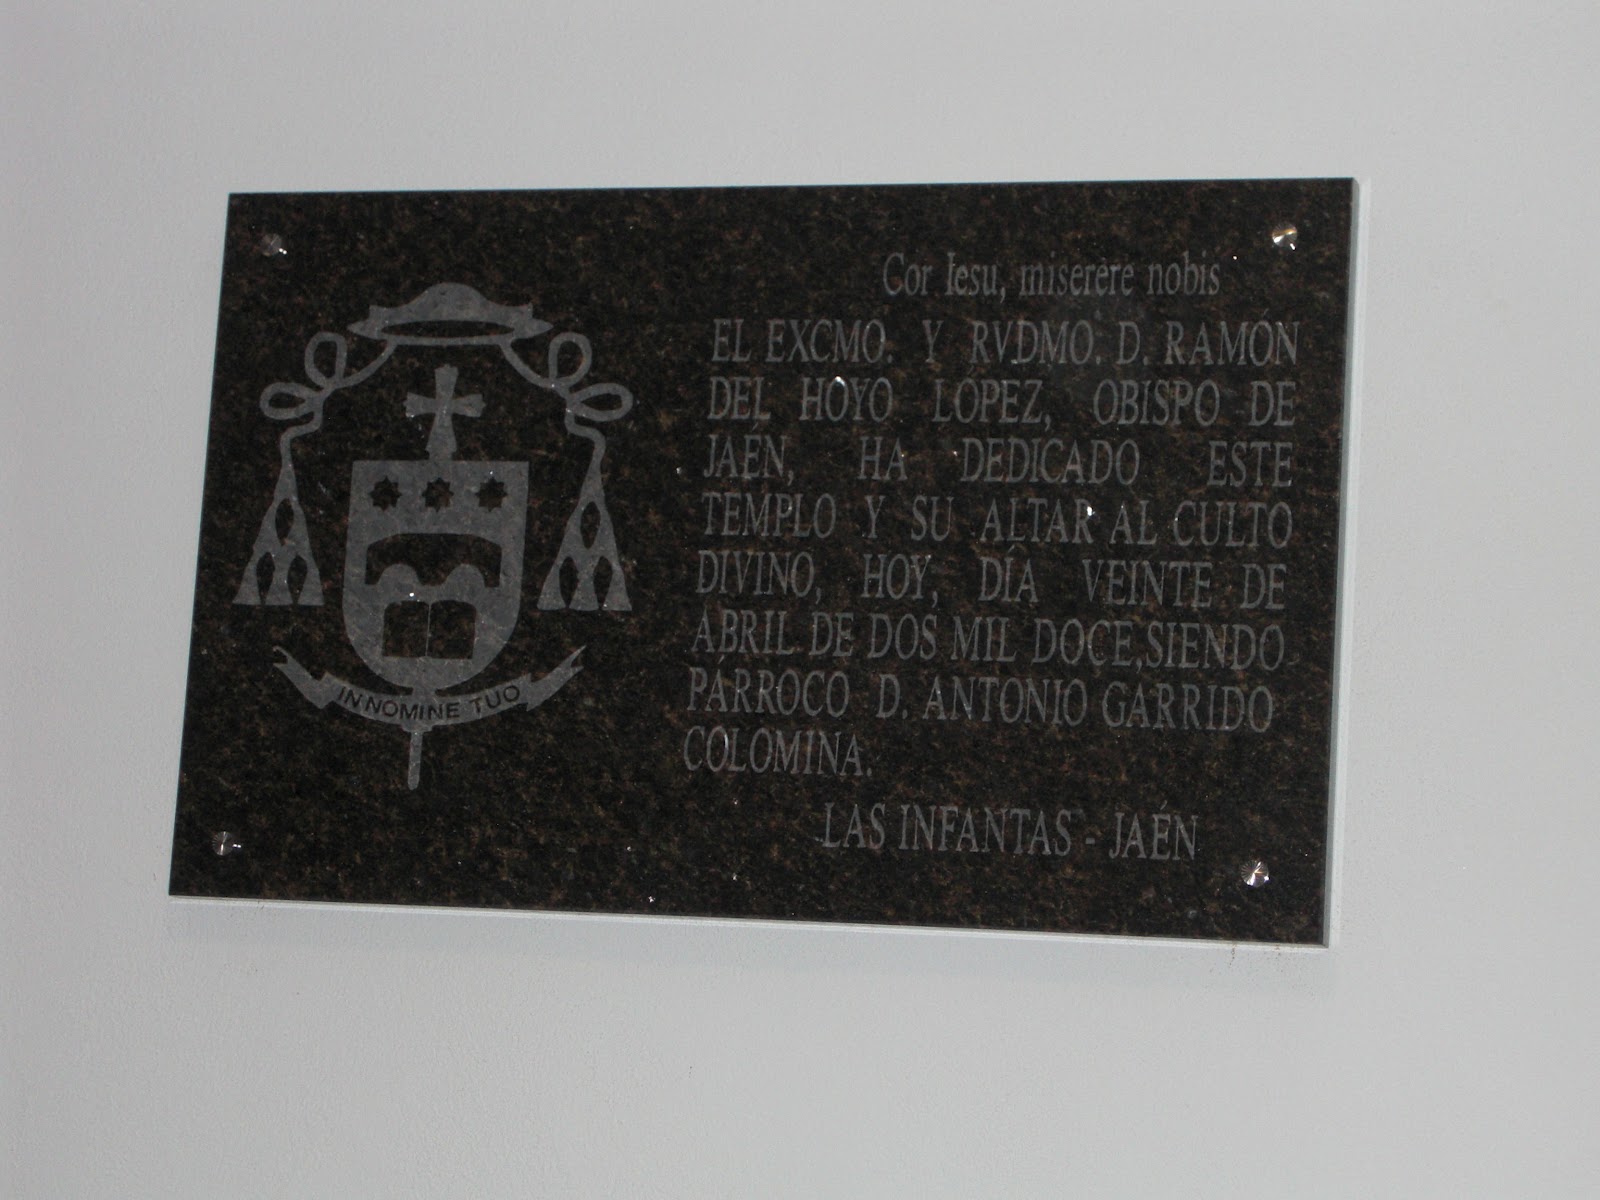 Cor Iesu, miserere nobis
EL EXCMO. Y RVDMO. D. RAMÓN
DEL HOYO LÓPEZ, OBISPO DE
JAÉN, HA DEDICADO ESTE
TEMPLO Y SU ALTAR AL CULTO
DIVINO, HOY, DÍA VEINTE DE
ABRIL DE DOS MIL DOCE,SIENDO
PÁRROCO D. ANTONIO GARRIDO
COLOMINA.
LAS INFANTAS - JAÉN
IN NOMINE TUO